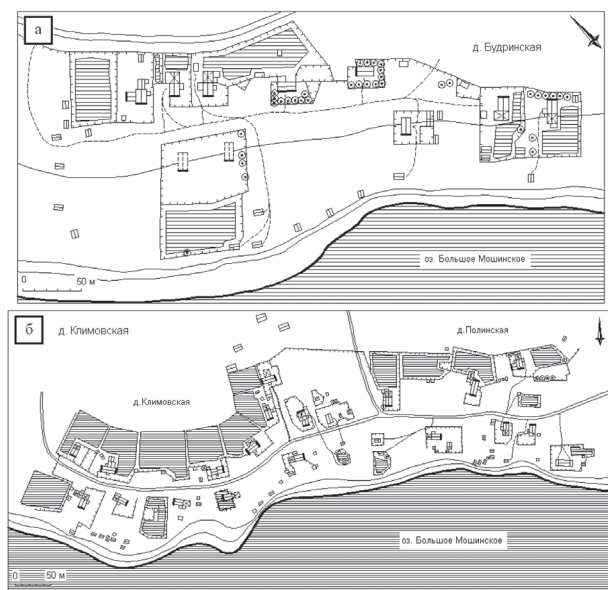 а
д. Будринская
оз. Большое Мошинское
0 50 м
б
д. Климовская
д. Полинская
д. Климовская
оз. Большое Мошинское
0 50 м